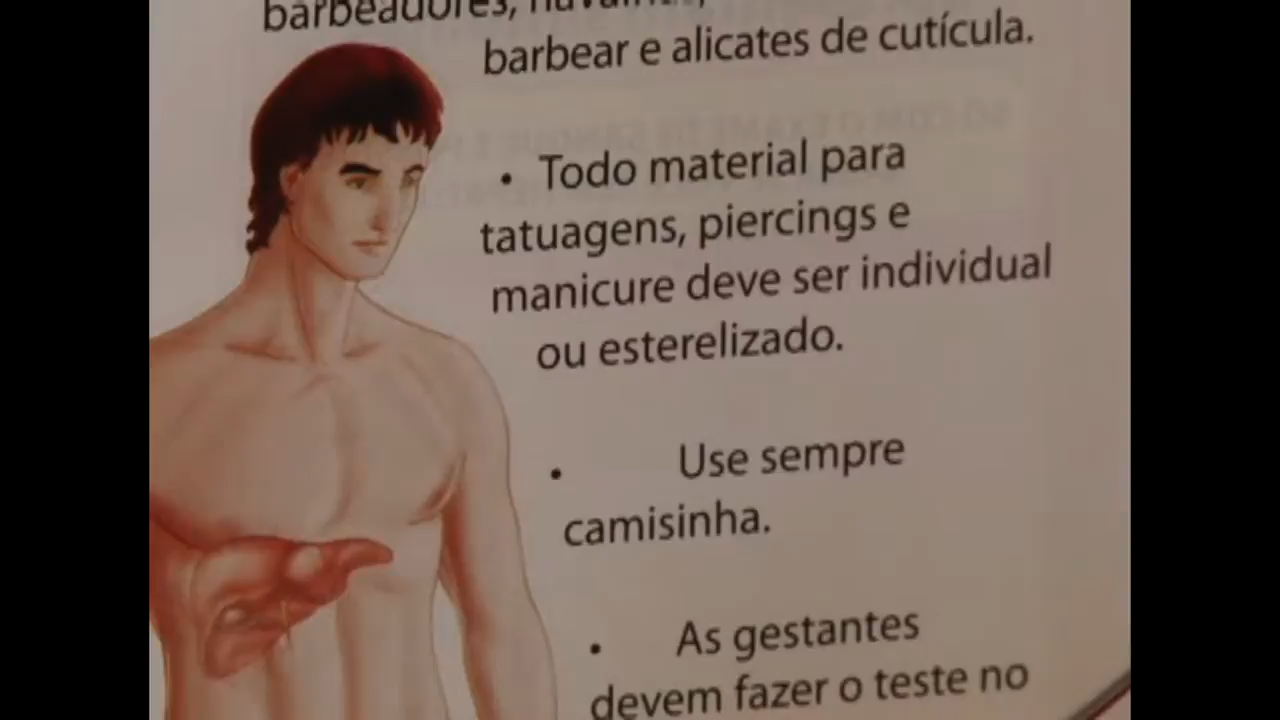 barbeadores,
barbear e alicates de cutícula.
• Todo material para
tatuagens, piercings e
manicure deve ser individual
ou esterelizado.
• Use sempre
camisinha.
• As gestantes
devem fazer o teste no